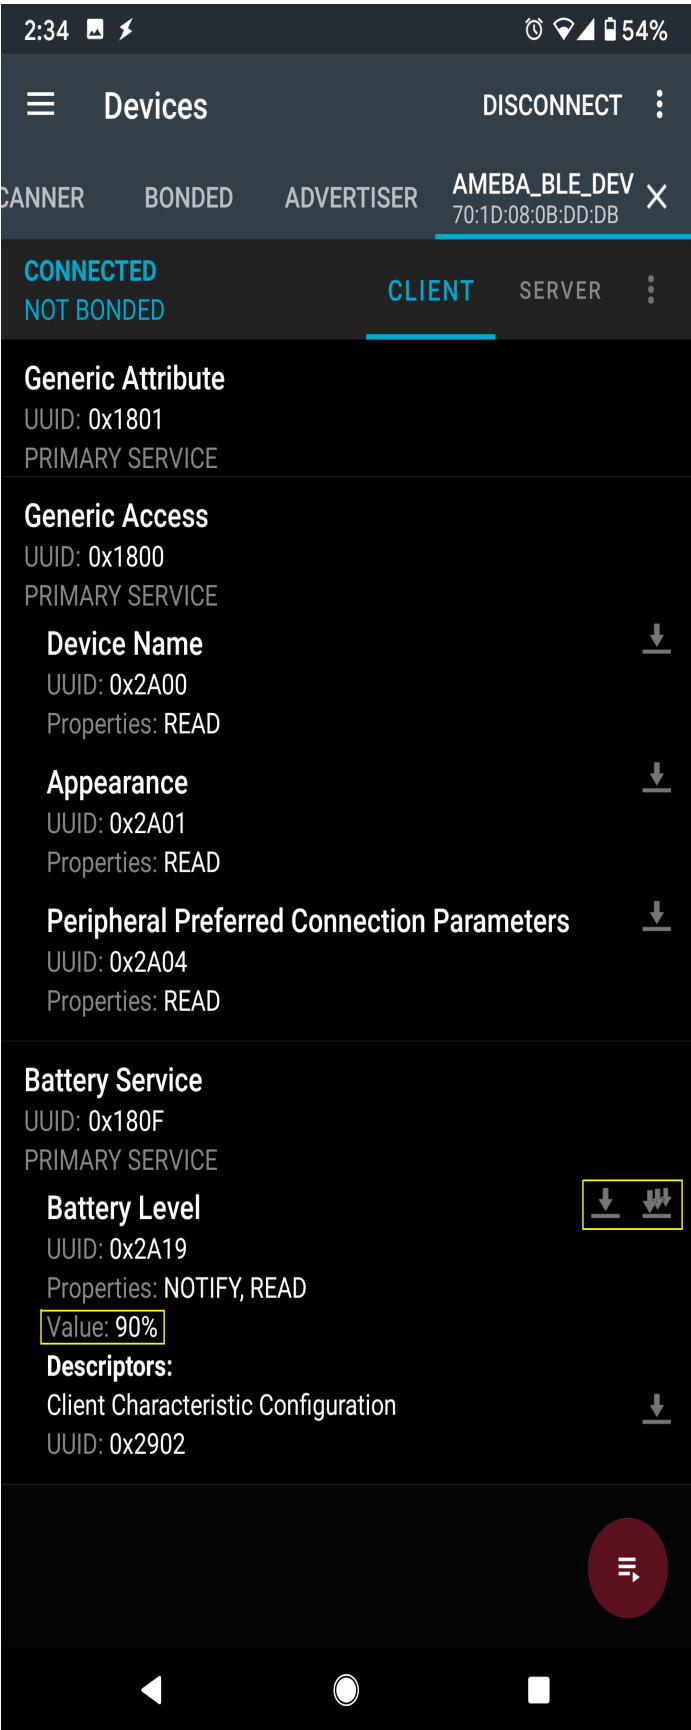 2:34 54%
Devices DISCONNECT
CANNER BONDED ADVERTISER AMEBA_BLE_DEV
70:1D:08:0B:DD:DB
CONNECTED
NOT BONDED
CLIENT SERVER
Generic Attribute
UUID: 0x1801
PRIMARY SERVICE
Generic Access
UUID: 0x1800
PRIMARY SERVICE
Device Name
UUID: 0x2A00
Properties: READ
Appearance
UUID: 0x2A01
Properties: READ
Peripheral Preferred Connection Parameters
UUID: 0x2A04
Properties: READ
Battery Service
UUID: 0x180F
PRIMARY SERVICE
Battery Level
UUID: 0x2A19
Properties: NOTIFY, READ
Value: 90%
Descriptors:
Client Characteristic Configuration
UUID: 0x2902